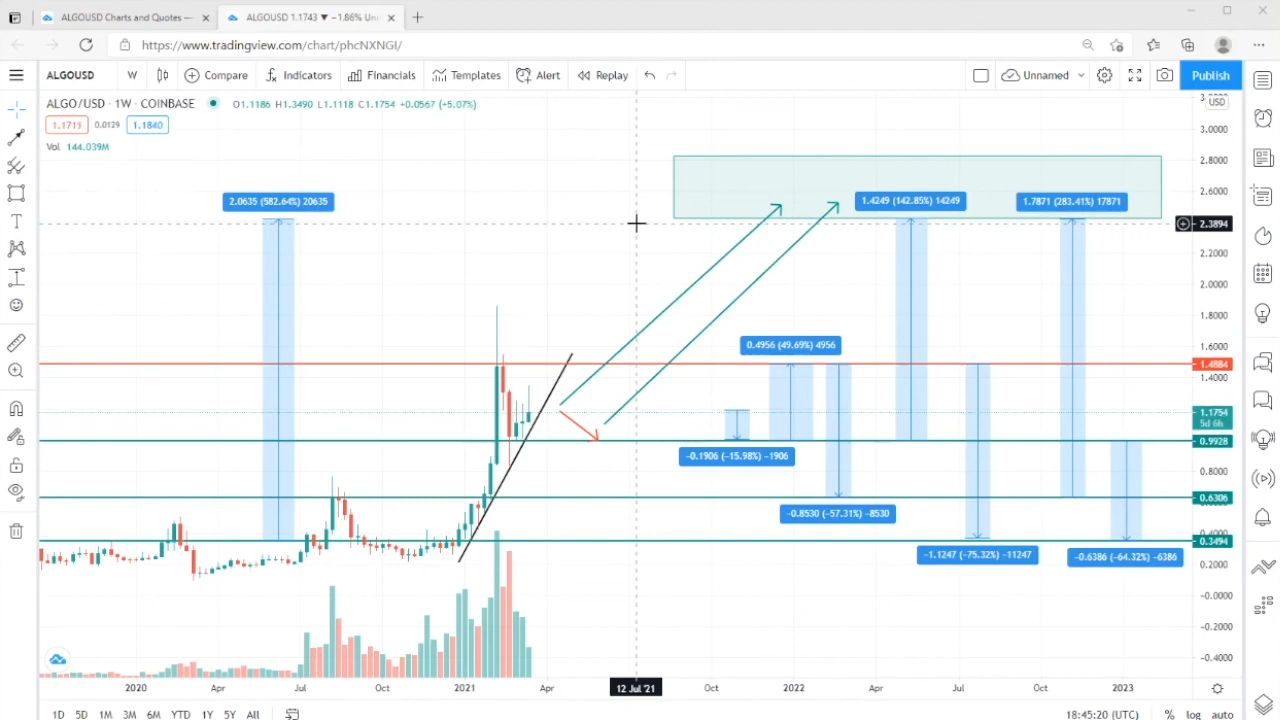 ALGOUSD Charts and Quotes —
ALGOUSD 1.1743 ▼ −1.86% Un
https://www.tradingview.com/chart/phcNXNGI/
ALGOUSD W Compare Indicators Financials Templates Alert Replay Unnamed Publish
ALGO/USD · 1W · COINBASE O1.1186 H1.3490 L1.1118 C1.1754 +0.0567 (+5.07%)
USD
0.0129 1.1840
Vol 144.039M
3.0000
2.8000
2.6000
2.0635 (582.64%) 20635
1.4249 (142.85%) 14249
1.7871 (283.41%) 17871
2.3894
2.2000
2.0000
1.8000
1.6000
0.4956 (49.69%) 4956
1.4884
1.4000
1.1754
5d 6h
0.9928
−0.1906 (−15.98%) −1906
0.8000
0.6306
−0.8530 (−57.31%) −8530
0.3494
−1.1247 (−75.32%) −11247
−0.6386 (−64.32%) −6386
0.2000
−0.0000
−0.2000
−0.4000
2020 Apr Jul Oct 2021 Apr 12 Jul '21 Oct 2022 Apr Jul Oct 2023
1D 5D 1M 3M 6M YTD 1Y 5Y All 18:45:20 (UTC) % log auto